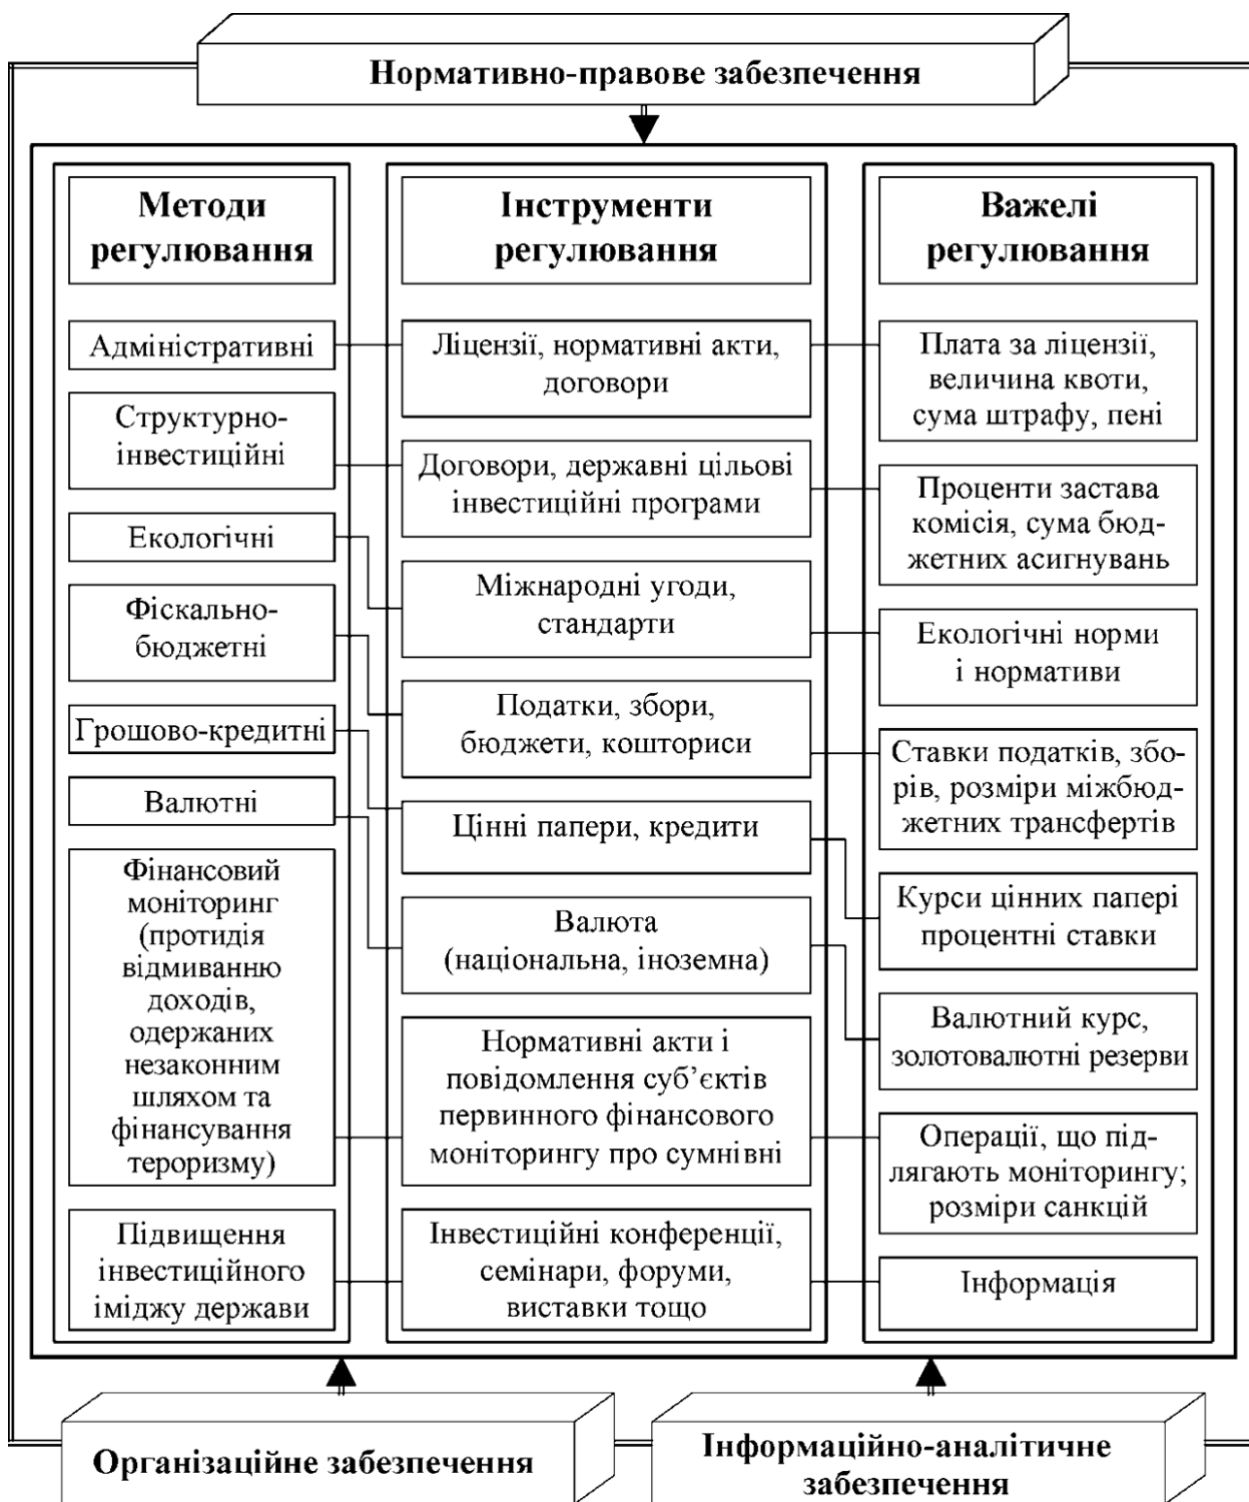 Нормативно-правове забезпечення
Методи
регулювання
Адміністративні
Структурно-
інвестиційні
Екологічні
Фіскально-
бюджетні
Грошово-кредитні
Валютні
Фінансовий
моніторинг
(протидія
відмиванню
доходів,
одержаних
незаконним
шляхом та
фінансування
тероризму)
Підвищення
інвестиційного
іміджу держави
Інструменти
регулювання
Ліцензії, нормативні акти,
договори
Договори, державні цільові
інвестиційні програми
Міжнародні угоди,
стандарти
Податки, збори,
бюджети, кошториси
Цінні папери, кредити
Валюта
(національна, іноземна)
Нормативні акти і
повідомлення суб’єктів
первинного фінансового
моніторингу про сумнівні
Інвестиційні конференції,
семінари, форуми,
виставки тощо
Важелі
регулювання
Плата за ліцензії,
величина квоти,
сума штрафу, пені
Проценти застава
комісія, сума бюд-
жетних асигнувань
Екологічні норми
і нормативи
Ставки податків, збо-
рів, розміри міжбюд-
жетних трансфертів
Курси цінних папері
процентні ставки
Валютний курс,
золотовалютні резерви
Операції, що під-
лягають моніторингу;
розміри санкцій
Інформація
Організаційне забезпечення
Інформаційно-аналітичне
забезпечення